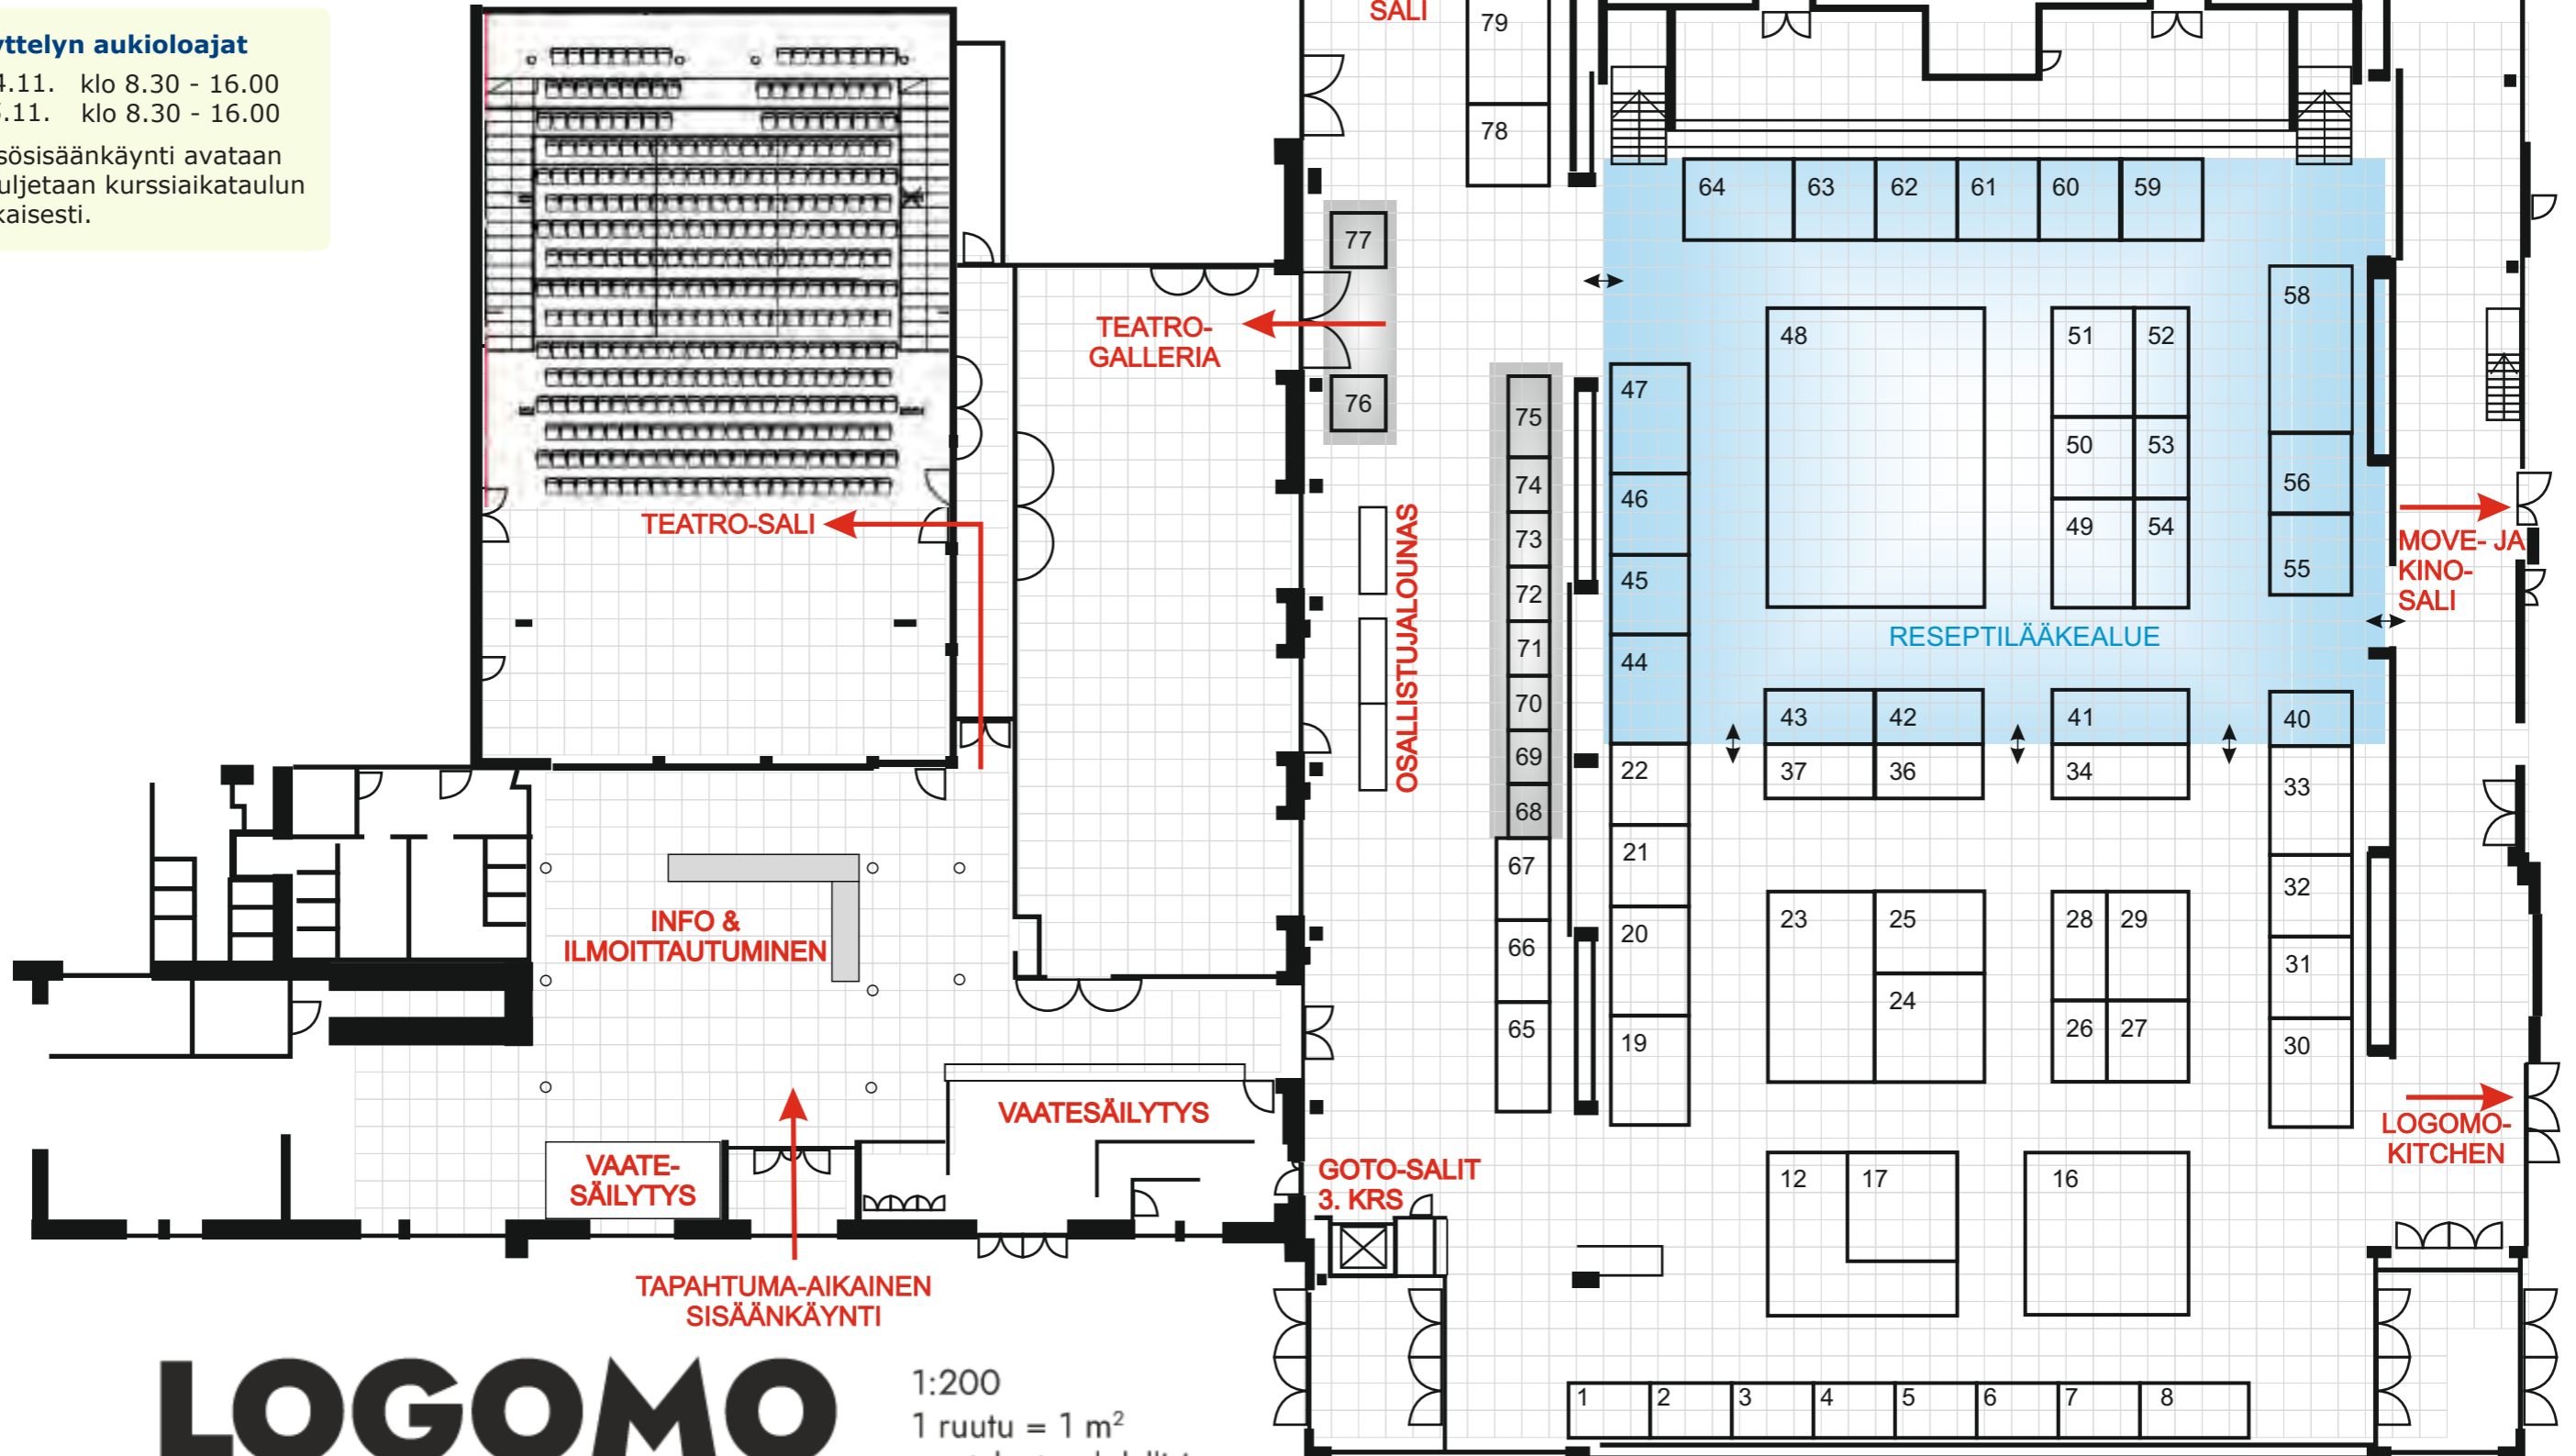 yttelyn aukioloajat
4.11. klo 8.30 - 16.00
.11. klo 8.30 - 16.00
sösisäänkäynti avataan
uljetaan kurssiaikataulun
kaisesti.
SALI
79
78
77
76
TEATRO-
GALLERIA
TEATRO-SALI
OSALLISTUJALOUNAS
75
74
73
72
71
70
69
68
67
66
65
64 63 62 61 60 59
58
56
55
48
51 52
50 53
49 54
47
46
45
44
RESEPTILÄÄKEALUE
MOVE- JA
KINO-
SALI
43 42 41 40
37 36 34
33
32
31
30
22
21
20
19
23 25
24
28 29
26 27
INFO &
ILMOITTAUTUMINEN
VAATESÄILYTYS
VAATE-
SÄILYTYS
GOTO-SALIT
3. KRS
LOGOMO-
KITCHEN
12 17 16
TAPAHTUMA-AIKAINEN
SISÄÄNKÄYNTI
1 2 3 4 5 6 7 8
LOGOMO
1:200
1 ruutu = 1 m²